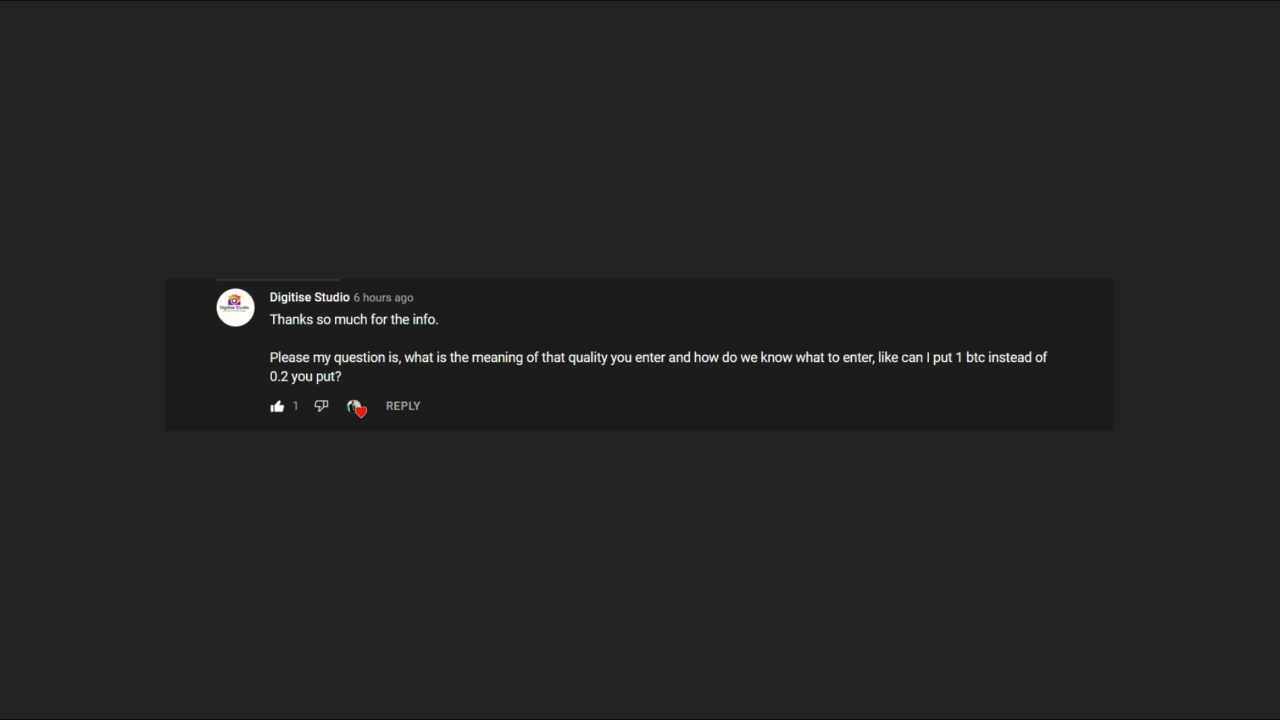 Digitise Studio 6 hours ago
Thanks so much for the info.
Please my question is, what is the meaning of that quality you enter and how do we know what to enter, like can I put 1 btc instead of
0.2 you put?
1 REPLY
Digitise Studio